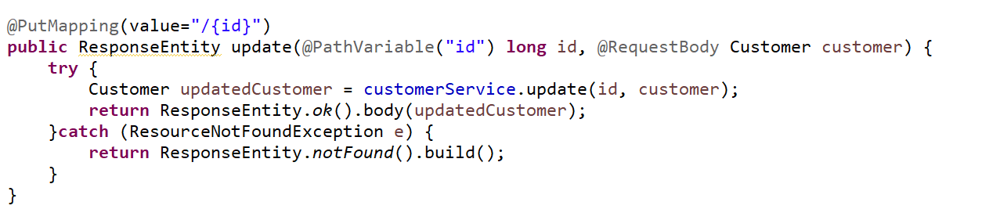 @PutMapping(value="/{id}")
public ResponseEntity update(@PathVariable("id") long id, @RequestBody Customer customer) {
    try {
        Customer updatedCustomer = customerService.update(id, customer);
        return ResponseEntity.ok().body(updatedCustomer);
    }catch (ResourceNotFoundException e) {
        return ResponseEntity.notFound().build();
    }
}